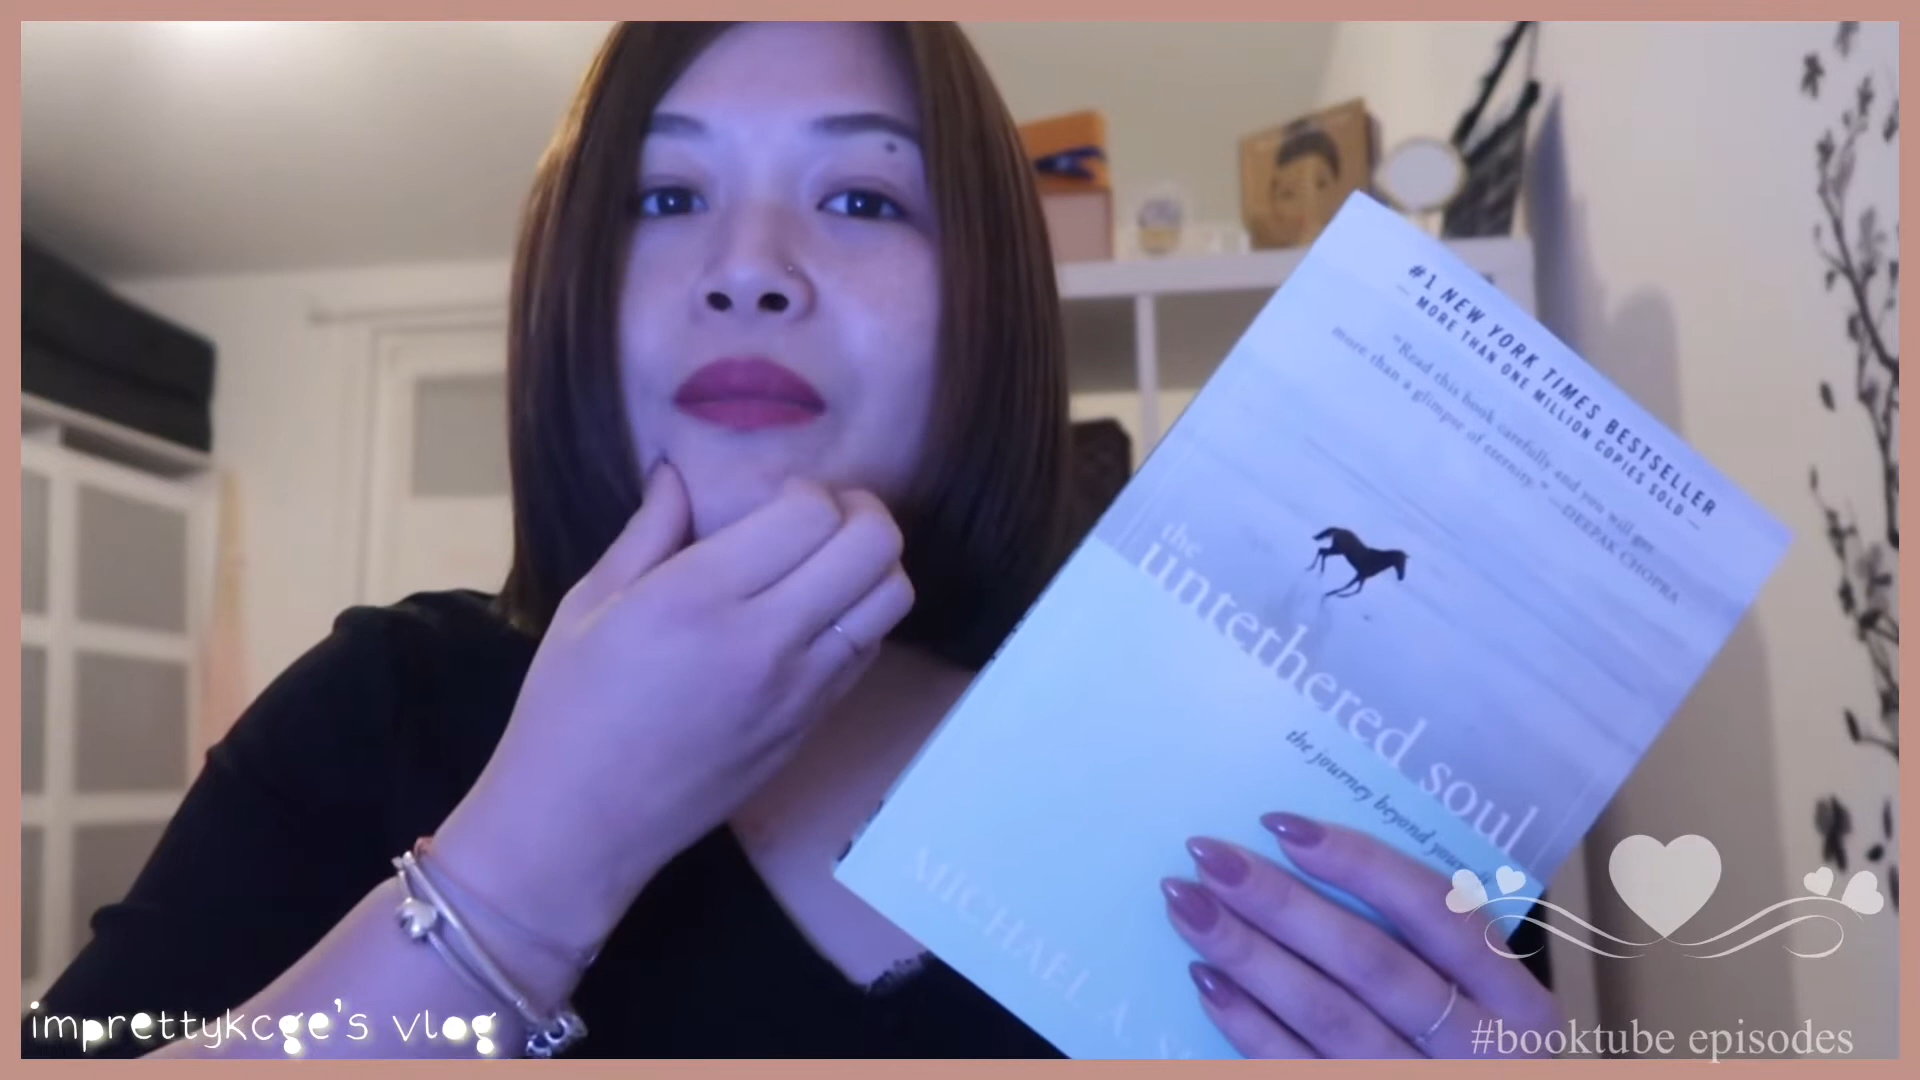 #1 NEW YORK TIMES BESTSELLER
— MORE THAN ONE MILLION COPIES SOLD —
"Read this book carefully and you will get
more than a glimpse of eternity." —DEEPAK CHOPRA
the
untethered soul
the journey beyond
MICHAEL A.
imprettykcge's vlog
#booktube episodes